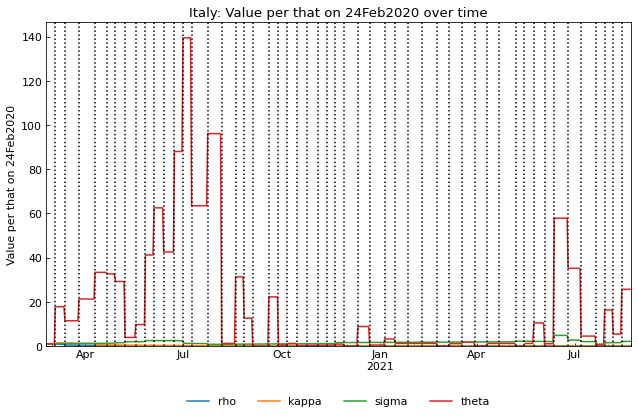 Italy: Value per that on 24Feb2020 over time
Value per that on 24Feb2020
140
120
100
80
60
40
20
0
Apr Jul Oct Jan Apr Jul
2021
rho kappa sigma theta